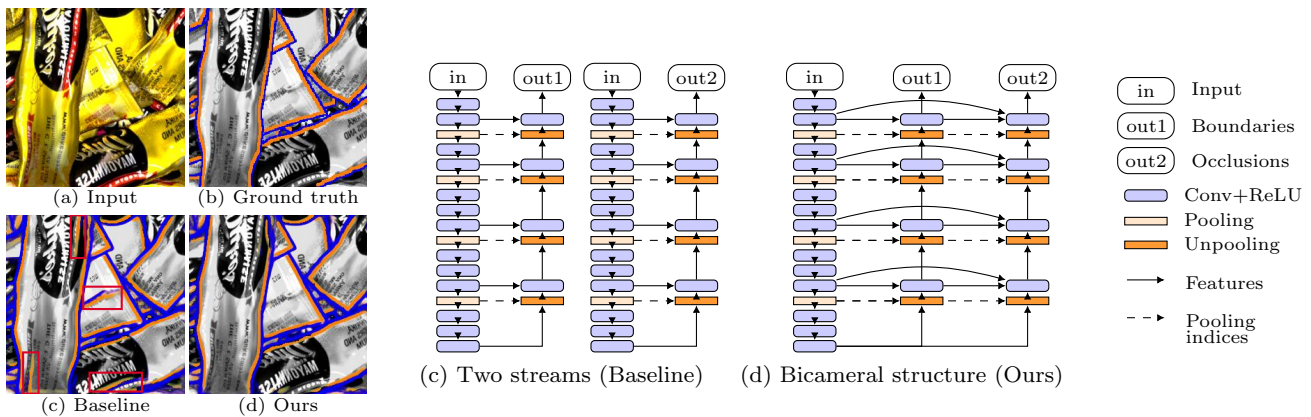 (a) Input
(b) Ground truth
(c) Baseline
(d) Ours
in
out1
in
out2
(c) Two streams (Baseline)
in
out1
out2
(d) Bicameral structure (Ours)
in
Input
out1
Boundaries
out2
Occlusions
Conv+ReLU
Pooling
Unpooling
Features
Pooling
indices